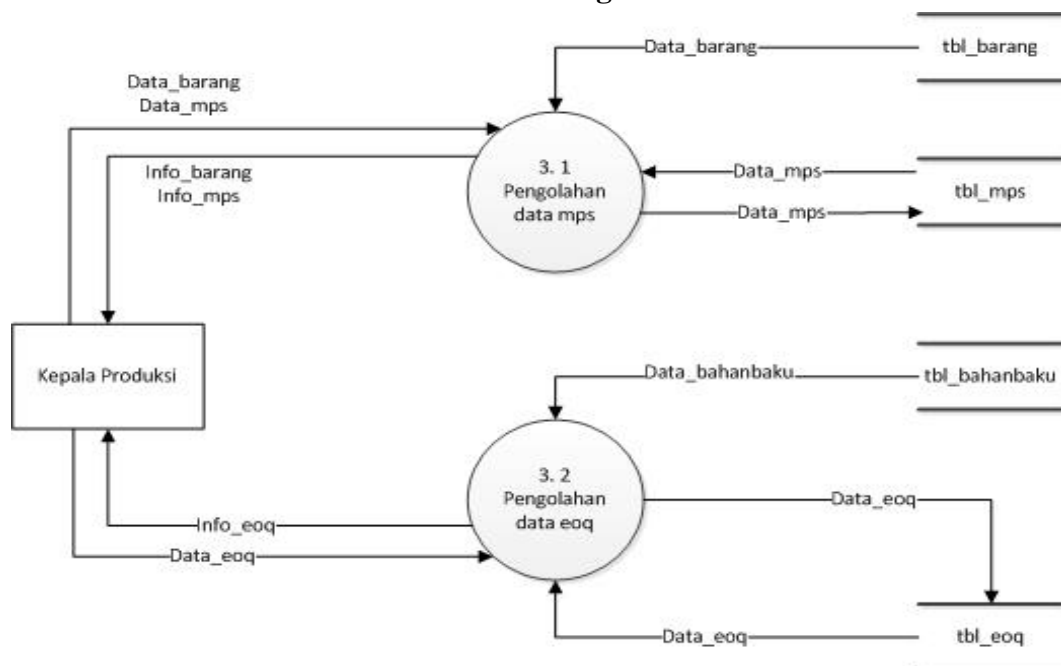 Data_barang
tbl_barang
Data_barang
Data_mps
3. 1
Pengolahan
data mps
Info_barang
Info_mps
Data_mps
tbl_mps
Data_mps
Kepala Produksi
Data_bahanbaku
tbl_bahanbaku
3. 2
Pengolahan
data eoq
Data_eoq
Info_eoq
Data_eoq
Data_eoq
tbl_eoq